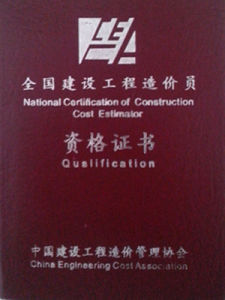 全国建设工程造价员
National Certification of Construction
Cost Estimator
资格证书
Qualification
中国建设工程造价管理协会
China Engineering Cost Association